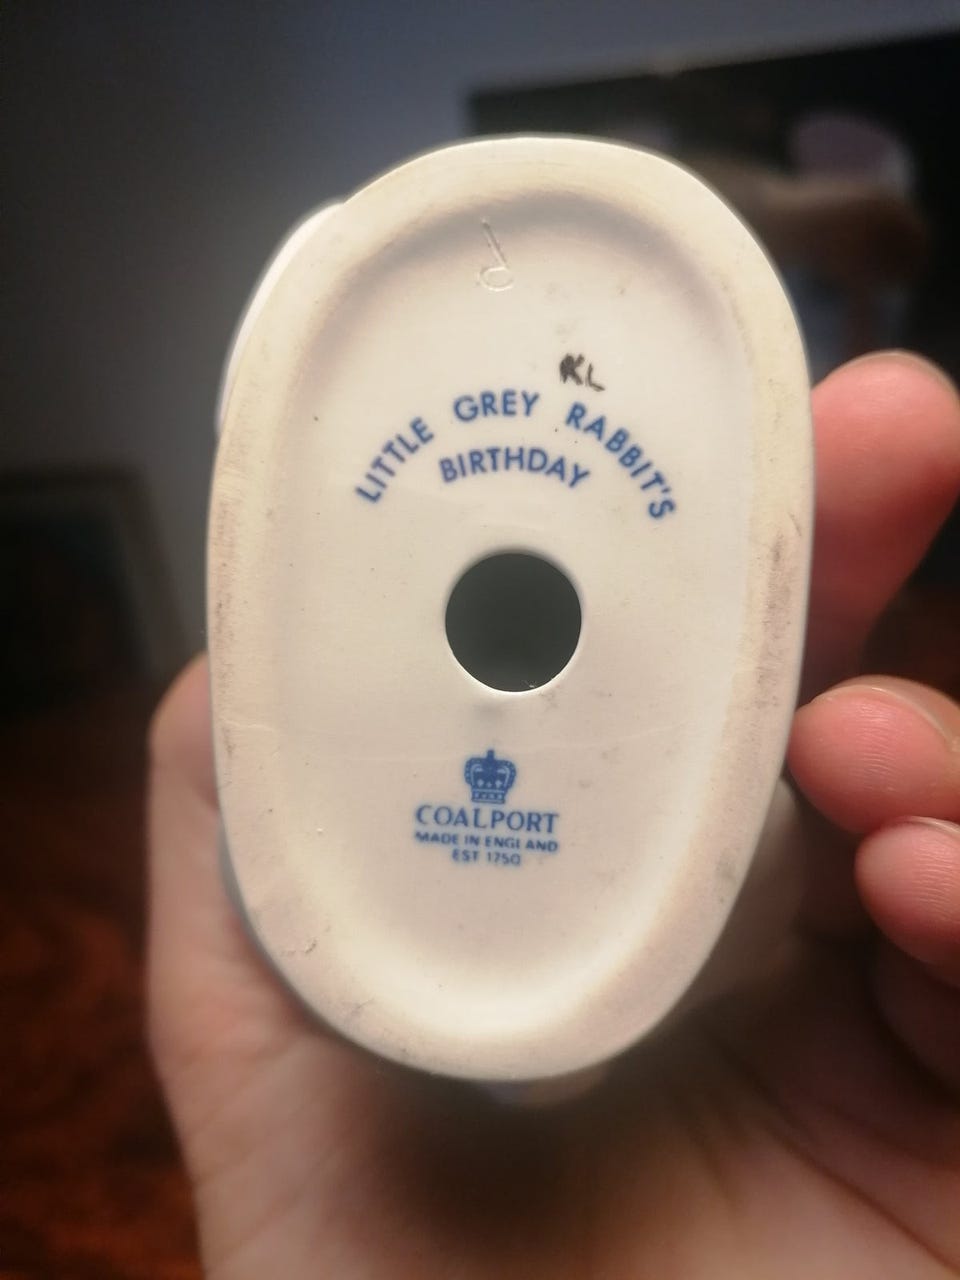 KL
LITTLE GREY RABBIT'S
BIRTHDAY
COALPORT
MADE IN ENGLAND
EST 1750